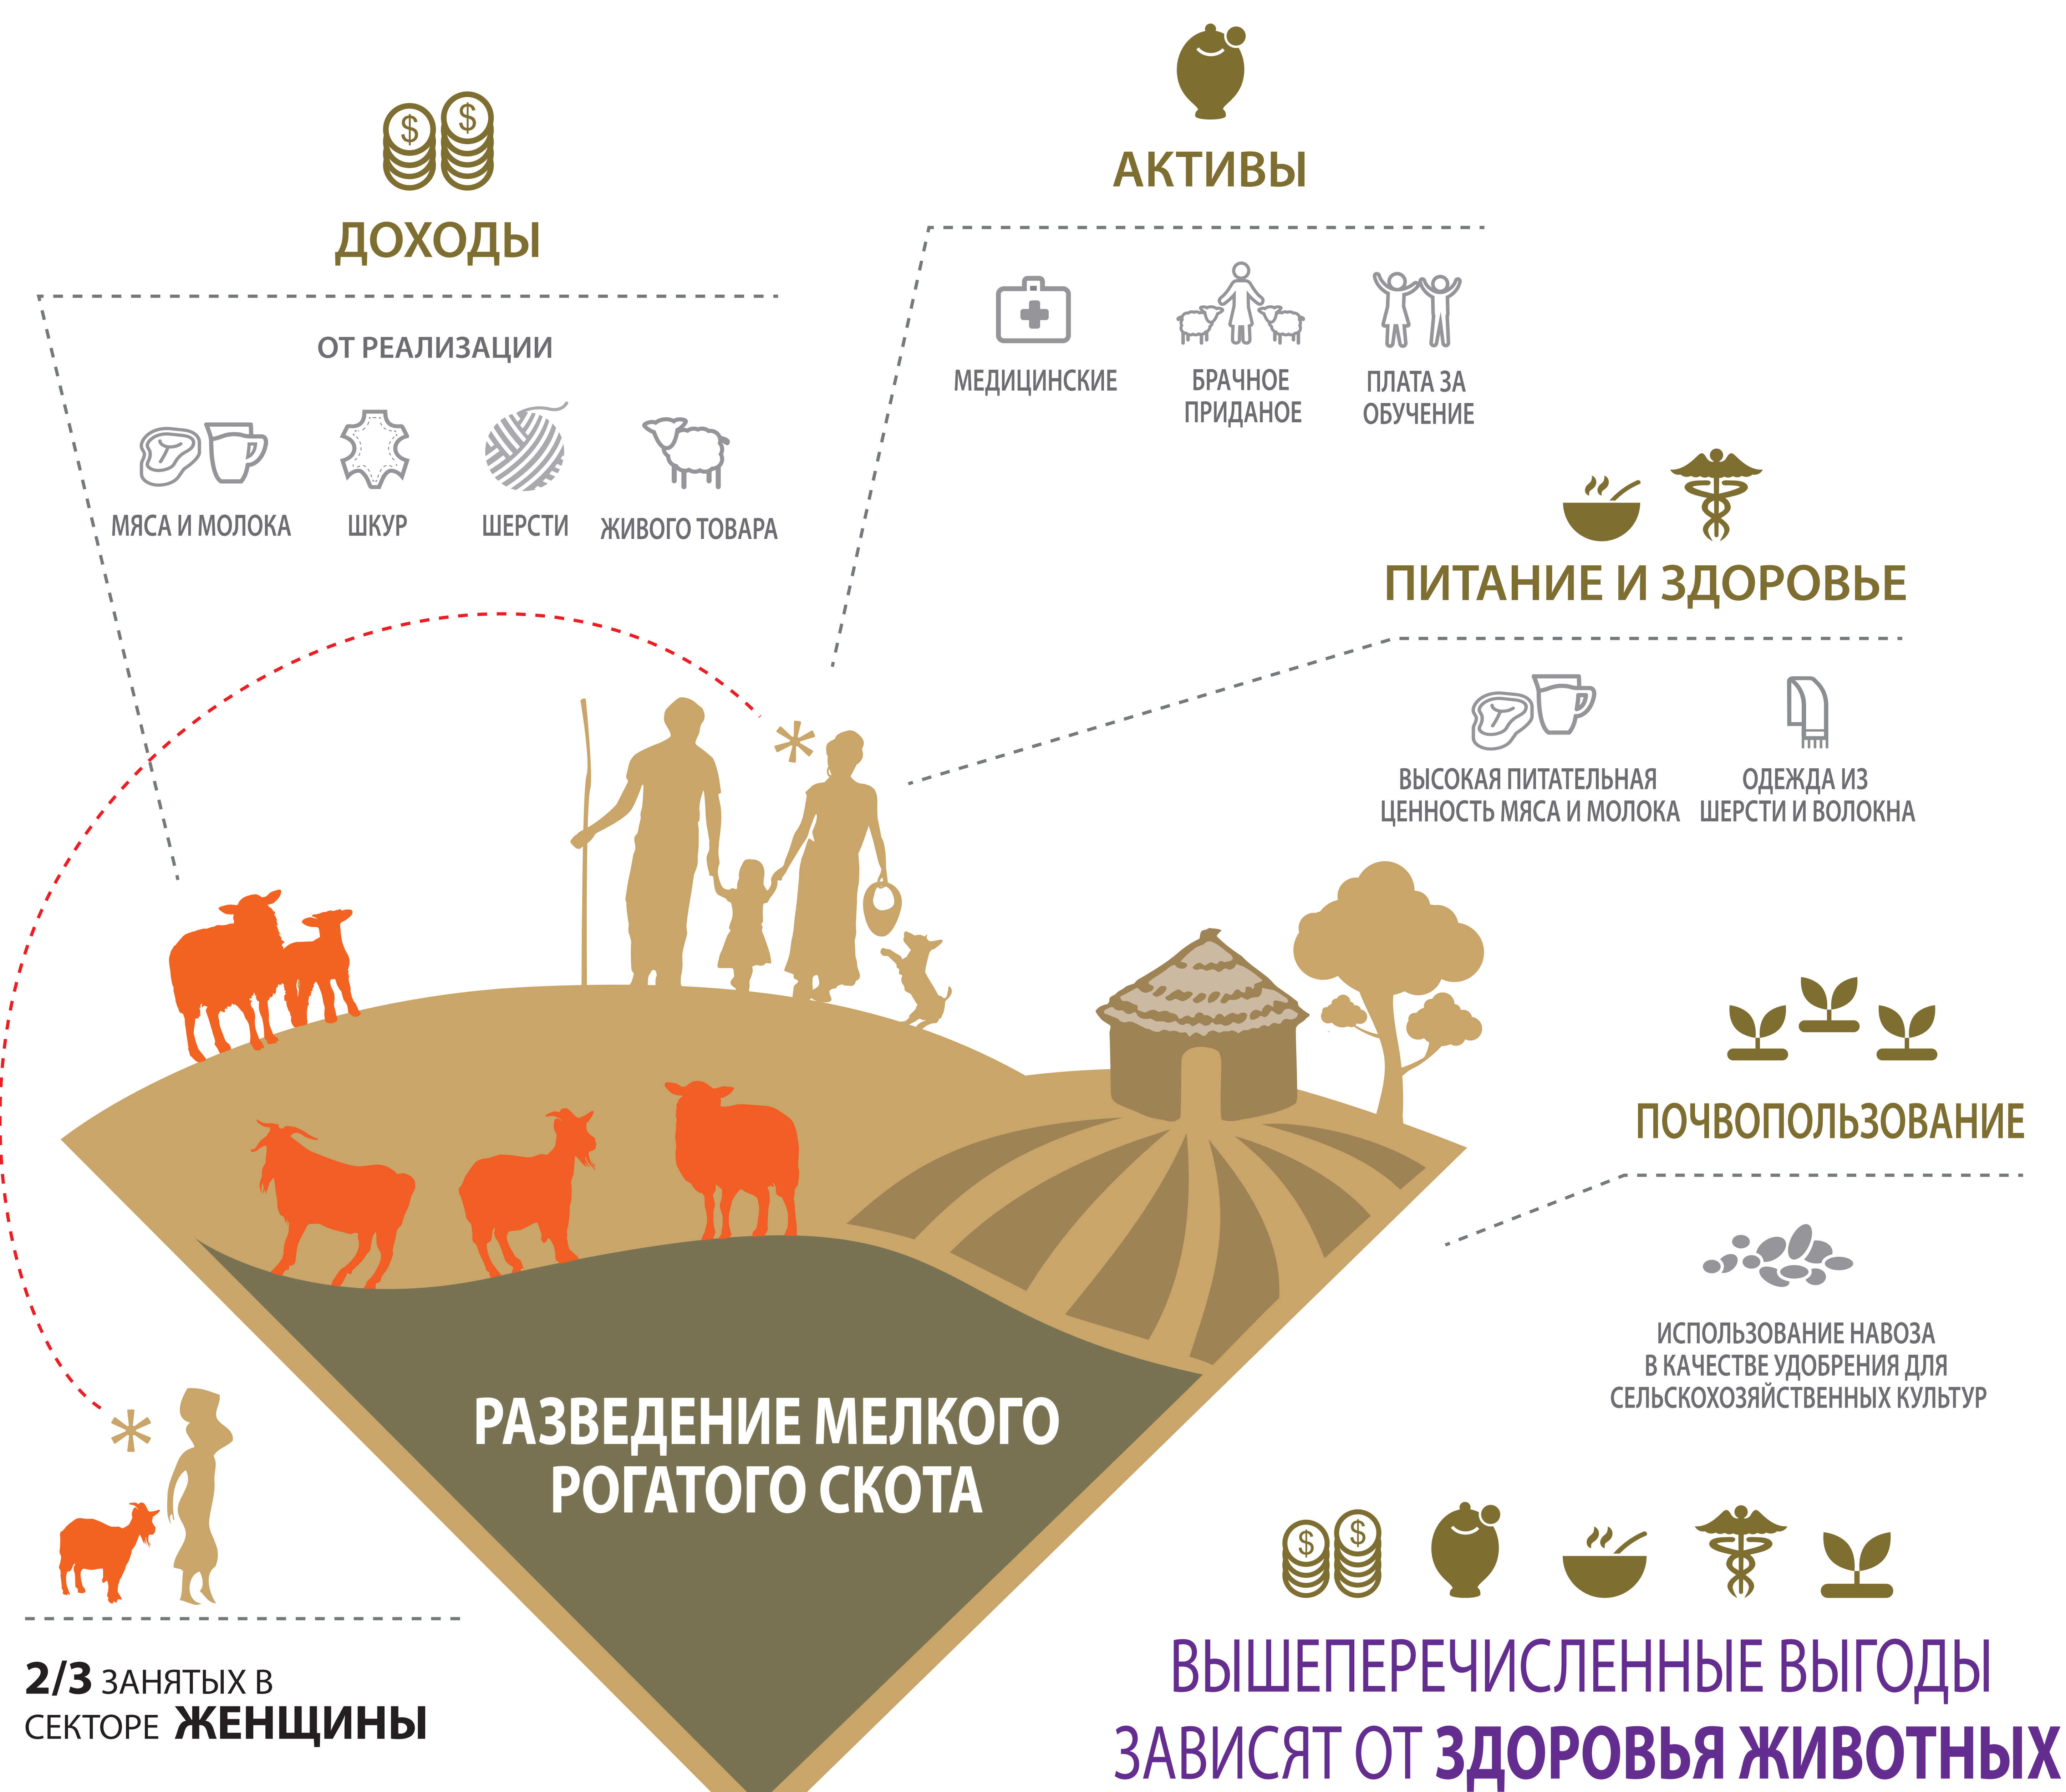 АКТИВЫ
ДОХОДЫ
ОТ РЕАЛИЗАЦИИ
МЯСА И МОЛОКА
ШКУР
ШЕРСТИ
ЖИВОГО ТОВАРА
МЕДИЦИНСКИЕ
БРАЧНОЕ
ПРИДАНОЕ
ПЛАТА ЗА
ОБУЧЕНИЕ
ПИТАНИЕ И ЗДОРОВЬЕ
ВЫСОКАЯ ПИТАТЕЛЬНАЯ
ЦЕННОСТЬ МЯСА И МОЛОКА
ОДЕЖДА ИЗ
ШЕРСТИ И ВОЛОКНА
ПОЧВОПОЛЬЗОВАНИЕ
ИСПОЛЬЗОВАНИЕ НАВОЗА
В КАЧЕСТВЕ УДОБРЕНИЯ ДЛЯ
СЕЛЬСКОХОЗЯЙСТВЕННЫХ КУЛЬТУР
РАЗВЕДЕНИЕ МЕЛКОГО
РОГАТОГО СКОТА
2/3 ЗАНЯТЫХ В
СЕКТОРЕ ЖЕНЩИНЫ
ВЫШЕПЕРЕЧИСЛЕННЫЕ ВЫГОДЫ
ЗАВИСЯТ ОТ ЗДОРОВЬЯ ЖИВОТНЫХ